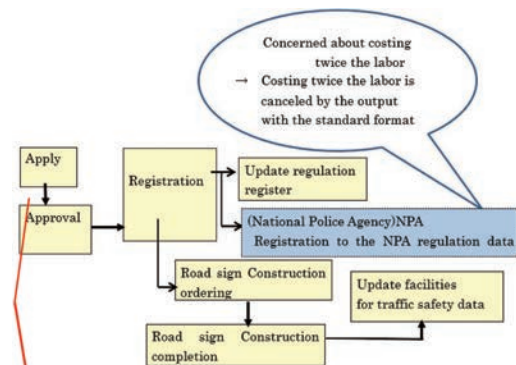 Concerned about costing
twice the labor
→ Costing twice the labor is
canceled by the output
with the standard format
Apply
Approval
Registration
Update regulation
register
(National Police Agency)NPA
Registration to the NPA regulation data
Road sign Construction
ordering
Update facilities
for traffic safety data
Road sign Construction
completion